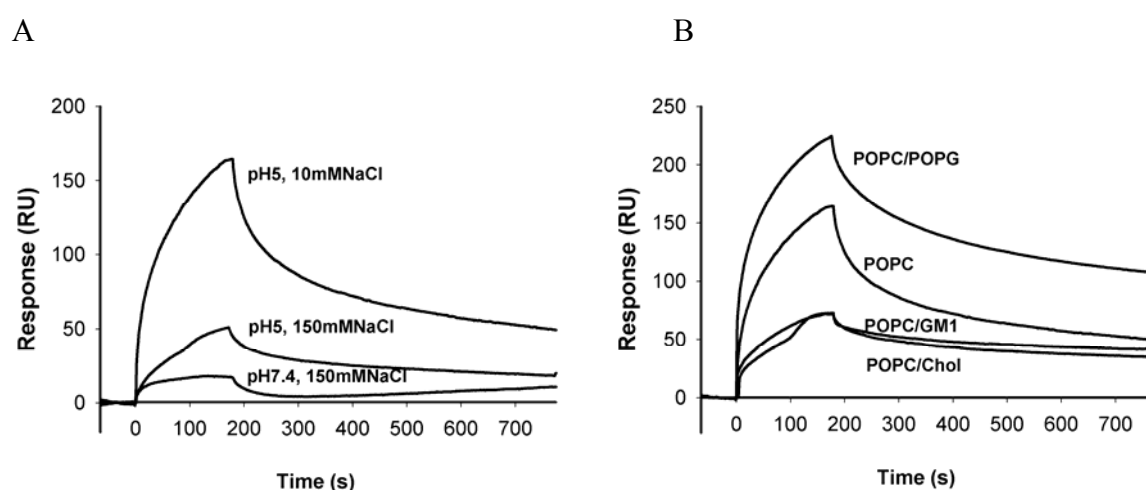 A
B
200
150
100
50
0
Response (RU)
pH5, 10mMNaCl
pH5, 150mMNaCl
pH7.4, 150mMNaCl
0 100 200 300 400 500 600 700
Time (s)
250
200
150
100
50
0
Response (RU)
POPC/POPG
POPC
POPC/GM1
POPC/Chol
0 100 200 300 400 500 600 700
Time (s)